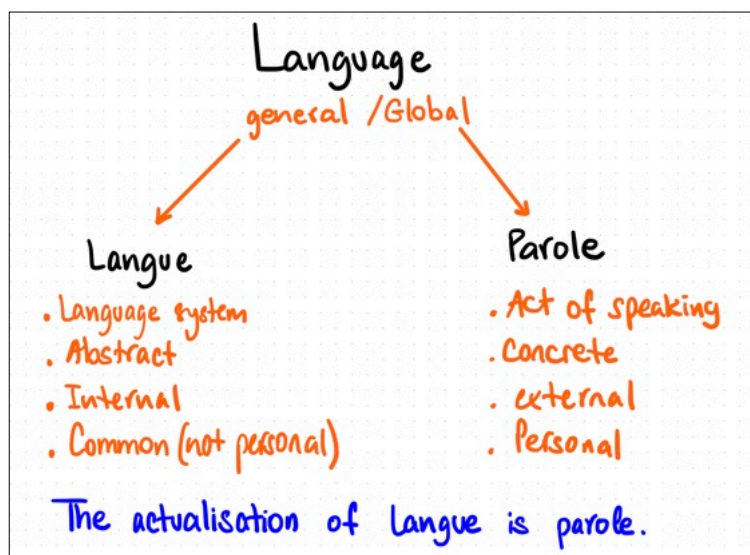 Language
general / Global
Langue
. Language system
. Abstract
. Internal
. Common (not personal)
Parole
. Act of speaking
. Concrete
. external
. Personal
The actualisation of Langue is parole.